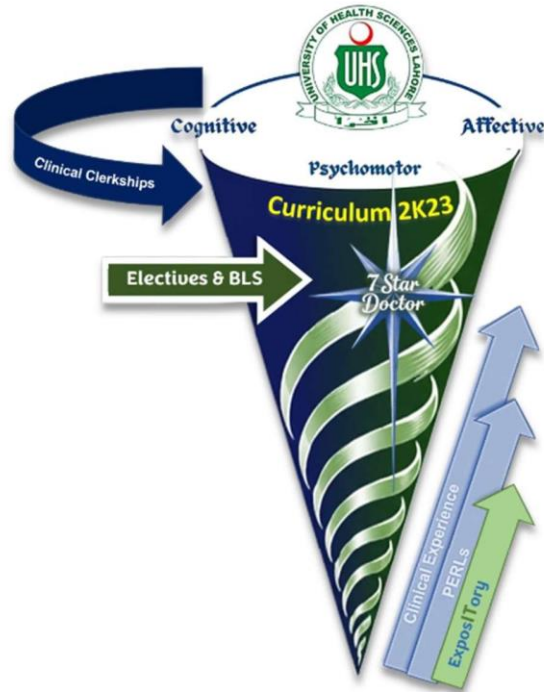 UNIVERSITY OF HEALTH SCIENCES LAHORE
UHS
اقرا
Cognitive
Affective
Psychomotor
Clinical Clerkships
Curriculum 2K23
Electives & BLS
7 Star
Doctor
Clinical Experience
PERLs
ExposITory